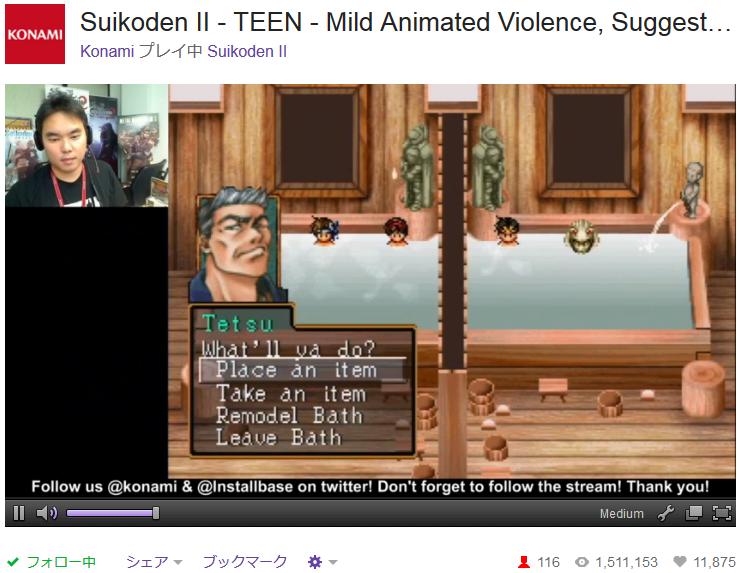 KONAMI
Suikoden II - TEEN - Mild Animated Violence, Suggest...
Konami プレイ中 Suikoden II
Tetsu
What'll ya do?
Place an item
Take an item
Remodel Bath
Leave Bath
Follow us @konami & @Installbase on twitter! Don't forget to follow the stream! Thank you!
Medium
フォロー中 シェア ブックマーク 116 1,511,153 11,875